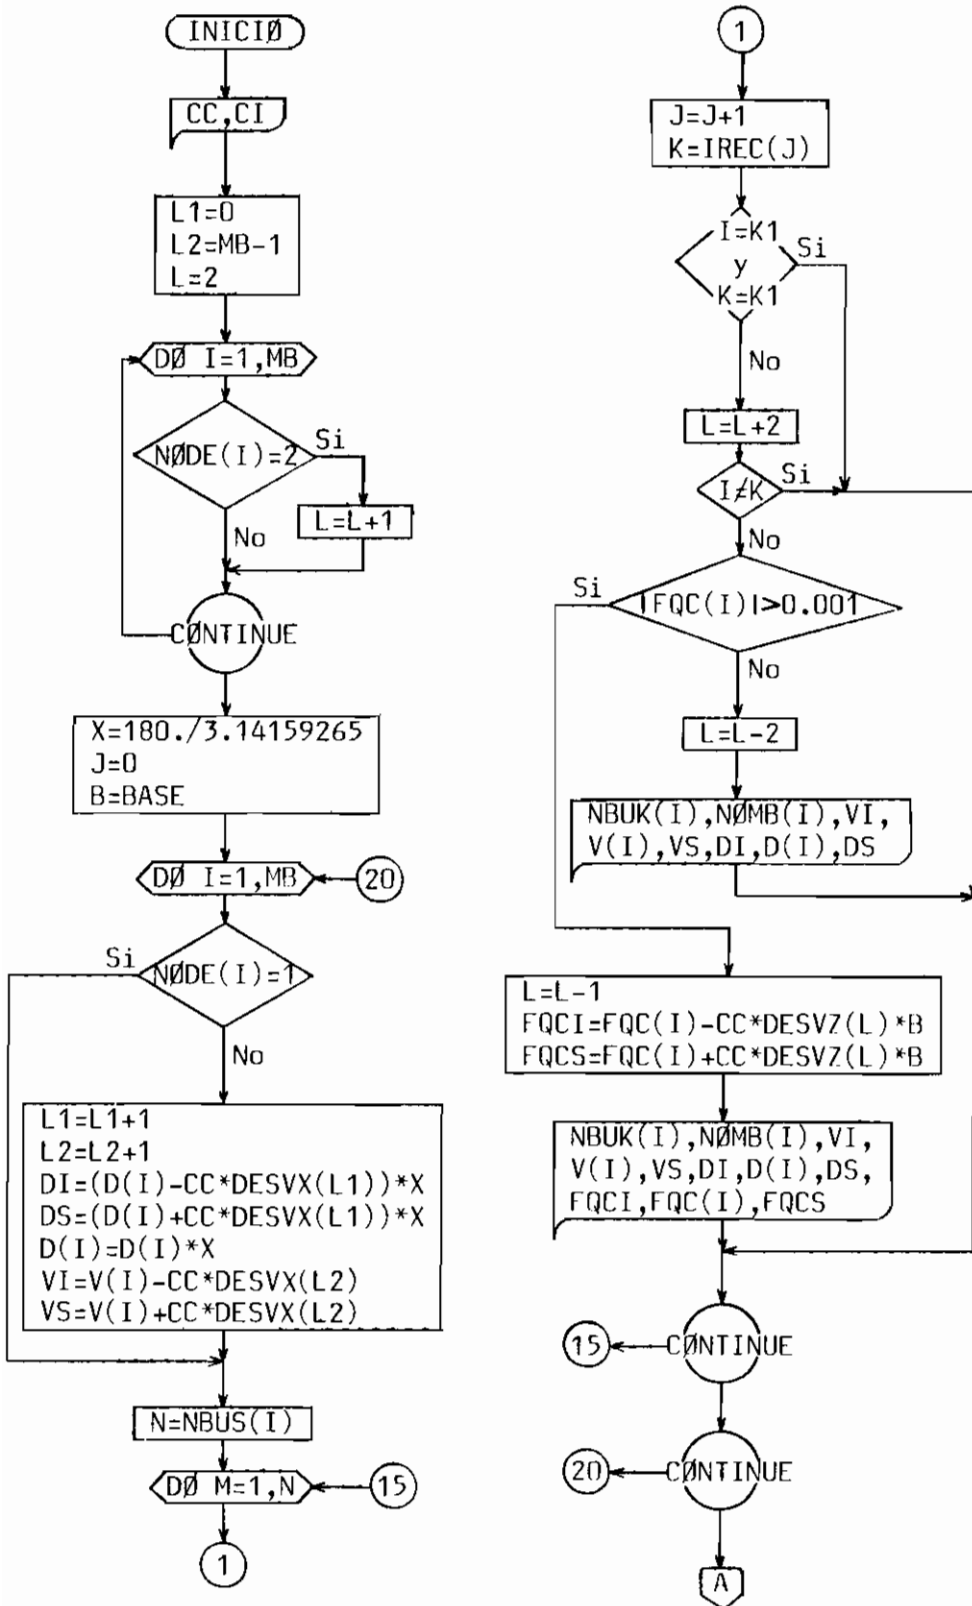 INICIØ
CC,CI
L1=0
L2=MB-1
L=2
DØ I=1,MB
NØDE(I)=2
Si
L=L+1
No
CØNTINUE
X=180./3.14159265
J=0
B=BASE
DØ I=1,MB
20
Si
NØDE(I)=1
No
L1=L1+1
L2=L2+1
DI=(D(I)-CC*DESVX(L1))*X
DS=(D(I)+CC*DESVX(L1))*X
D(I)=D(I)*X
VI=V(I)-CC*DESVX(L2)
VS=V(I)+CC*DESVX(L2)
N=NBUS(I)
DØ M=1,N
15
1
1
J=J+1
K=IREC(J)
I=K1
y
K=K1
Si
No
L=L+2
I≠K
Si
No
Si
|FQC(I)|>0.001
No
L=L-2
NBUK(I),NØMB(I),VI,
V(I),VS,DI,D(I),DS
L=L-1
FQCI=FQC(I)-CC*DESVZ(L)*B
FQCS=FQC(I)+CC*DESVZ(L)*B
NBUK(I),NØMB(I),VI,
V(I),VS,DI,D(I),DS,
FQCI,FQC(I),FQCS
15
CØNTINUE
20
CØNTINUE
A